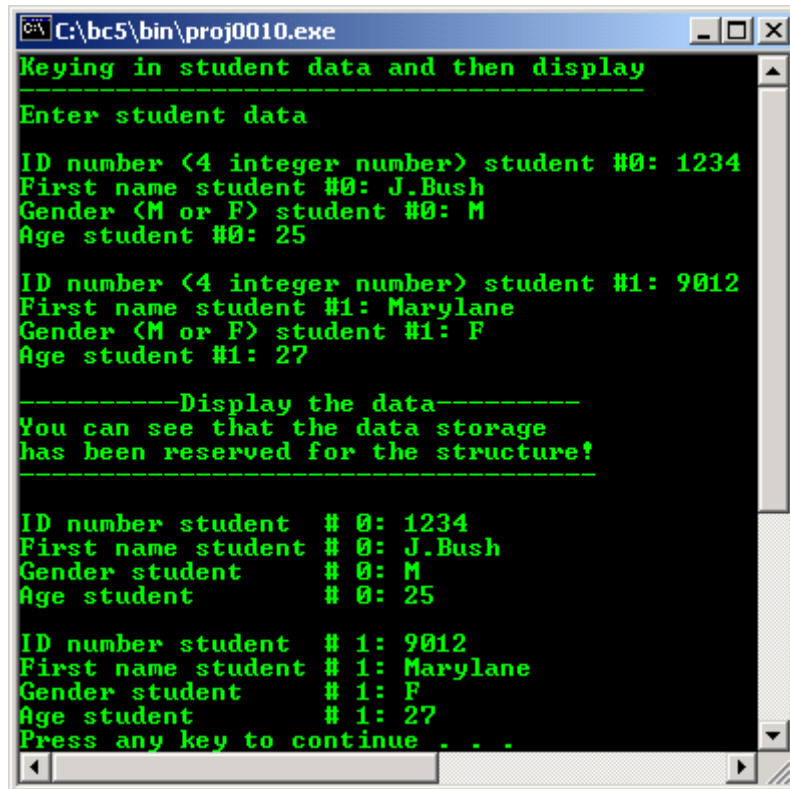 C:\bc5\bin\proj0010.exe
Keying in student data and then display
---------------------------------------
Enter student data
ID number (4 integer number) student #0: 1234
First name student #0: J.Bush
Gender (M or F) student #0: M
Age student #0: 25
ID number (4 integer number) student #1: 9012
First name student #1: Marylane
Gender (M or F) student #1: F
Age student #1: 27
----------Display the data---------
You can see that the data storage
has been reserved for the structure!
------------------------------------
ID number student  # 0: 1234
First name student # 0: J.Bush
Gender student     # 0: M
Age student        # 0: 25
ID number student  # 1: 9012
First name student # 1: Marylane
Gender student     # 1: F
Age student        # 1: 27
Press any key to continue . . .